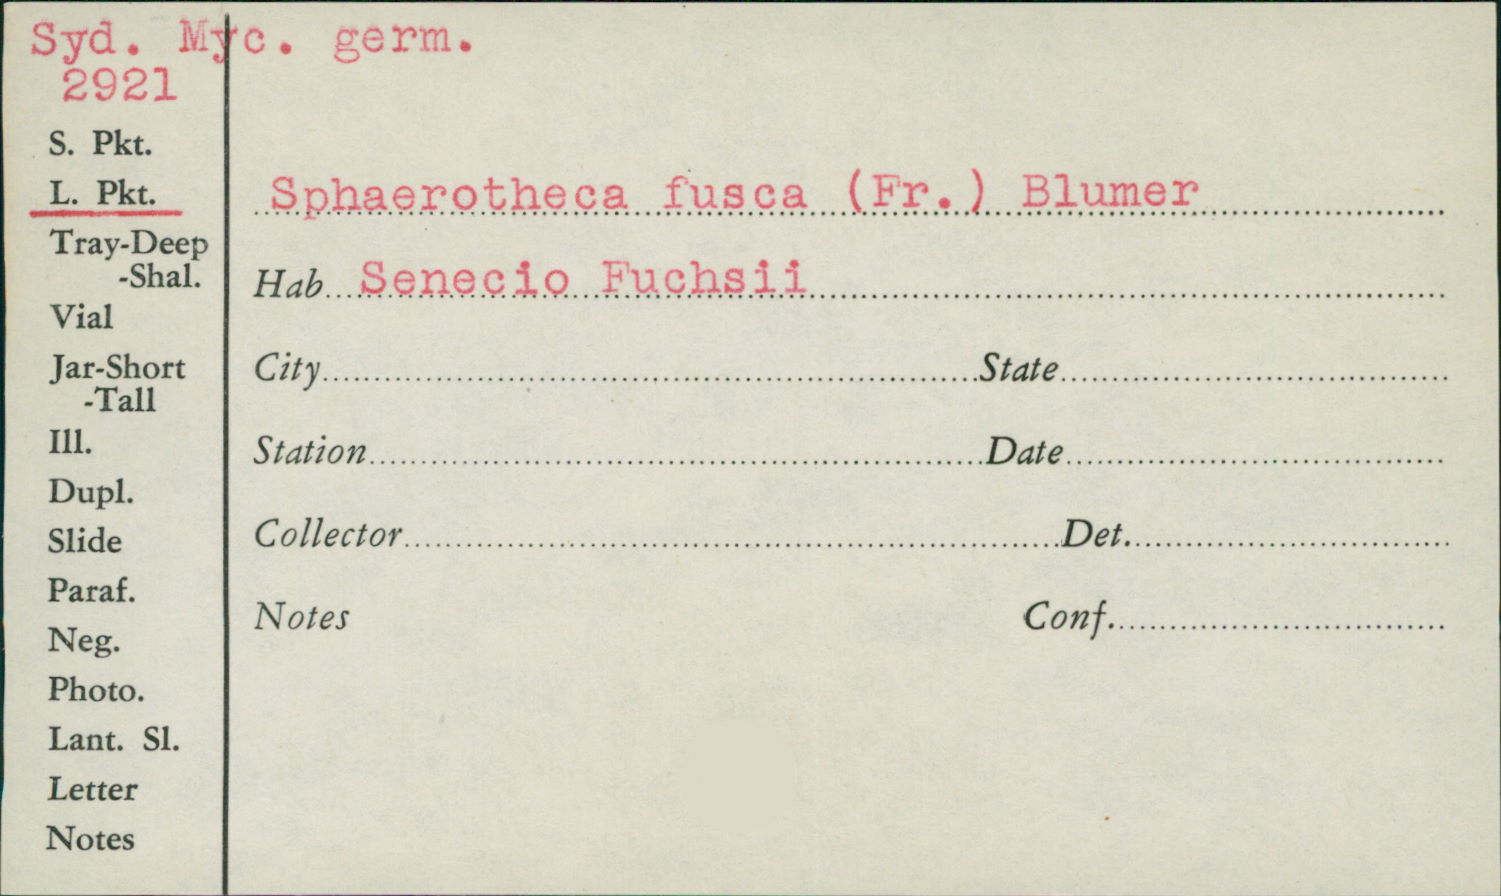 Syd. Myc. germ.
2921
S. Pkt.
L. Pkt.
Tray-Deep
-Shal.
Vial
Jar-Short
-Tall
Ill.
Dupl.
Slide
Paraf.
Neg.
Photo.
Lant. Sl.
Letter
Notes
Sphaerotheca fusca (Fr.) Blumer
Hab. Senecio Fuchsii
City State
Station Date
Collector Det.
Notes Conf.